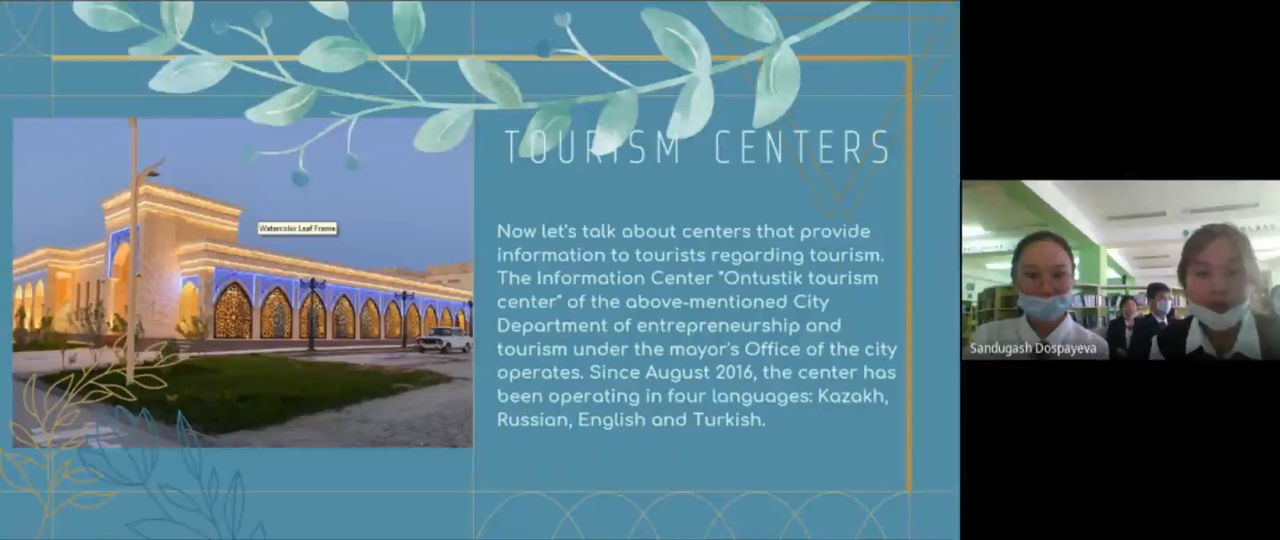 TOURISM CENTERS
Now let's talk about centers that provide
information to tourists regarding tourism.
The Information Center "Ontustik tourism
center" of the above-mentioned City
Department of entrepreneurship and
tourism under the mayor's Office of the city
operates. Since August 2016, the center has
been operating in four languages: Kazakh,
Russian, English and Turkish.
Watercolor Leaf Frame
Sandugash Dospayeva